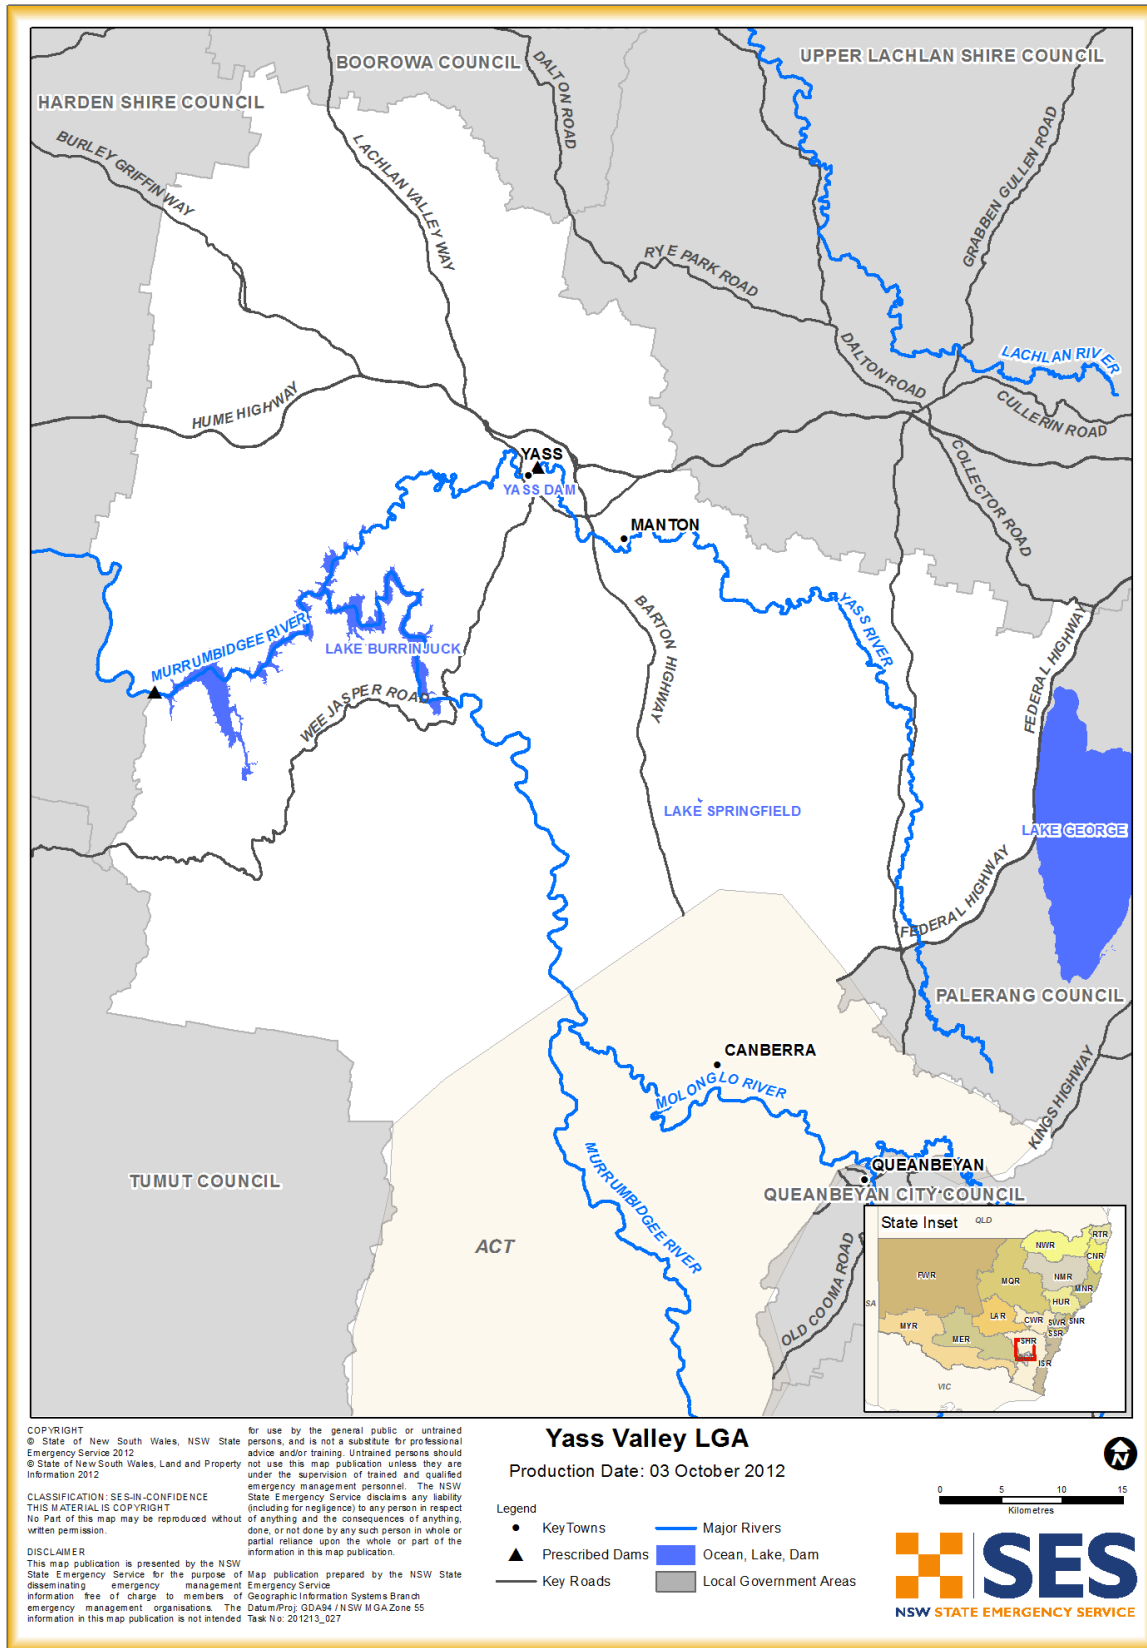 BOOROWA COUNCIL
UPPER LACHLAN SHIRE COUNCIL
HARDEN SHIRE COUNCIL
DALTON ROAD
BURLEY GRIFFIN WAY
LACHLAN VALLEY WAY
GRABBEN GULLEN ROAD
RYE PARK ROAD
LACHLAN RIVER
DALTON ROAD
CULLERIN ROAD
HUME HIGHWAY
COLLECTOR ROAD
YASS
YASS DAM
MANTON
YASS RIVER
BARTON HIGHWAY
FEDERAL HIGHWAY
MURRUMBIDGEE RIVER
LAKE BURRINJUCK
WEE JASPER ROAD
LAKE SPRINGFIELD
LAKE GEORGE
FEDERAL HIGHWAY
PALERANG COUNCIL
CANBERRA
MOLONGLO RIVER
KINGS HIGHWAY
MURRUMBIDGEE RIVER
QUEANBEYAN
QUEANBEYAN CITY COUNCIL
TUMUT COUNCIL
ACT
OLD COOMA ROAD
State Inset
QLD
RTR
NWR
CNR
FWR
MQR
NMR
MNR
HUR
SA
LAR
CWR
SWR
SNR
MYR
MER
SSR
SHR
ISR
VIC
COPYRIGHT
© State of New South Wales, NSW State
Emergency Service 2012
© State of New South Wales, Land and Property
Information 2012
CLASSIFICATION: SES-IN-CONFIDENCE
THIS MATERIAL IS COPYRIGHT
No Part of this map may be reproduced without
written permission.
DISCLAIMER
This map publication is presented by the NSW
State Emergency Service for the purpose of
disseminating emergency management
information free of charge to members of
emergency management organisations. The
information in this map publication is not intended
for use by the general public or untrained
persons, and is not a substitute for professional
advice and/or training. Untrained persons should
not use this map publication unless they are
under the supervision of trained and qualified
emergency management personnel. The NSW
State Emergency Service disclaims any liability
(including for negligence) to any person in respect
of anything and the consequences of anything,
done, or not done by any such person in whole or
partial reliance upon the whole or part of the
information in this map publication.
Map publication prepared by the NSW State
Emergency Service
Geographic Information Systems Branch
Datum/Proj: GDA94 / NSW MGA Zone 55
Task No: 201213_027
Yass Valley LGA
Production Date: 03 October 2012
Legend
Key Towns
Major Rivers
Prescribed Dams
Ocean, Lake, Dam
Key Roads
Local Government Areas
N
0 5 10 15
Kilometres
SES
NSW STATE EMERGENCY SERVICE